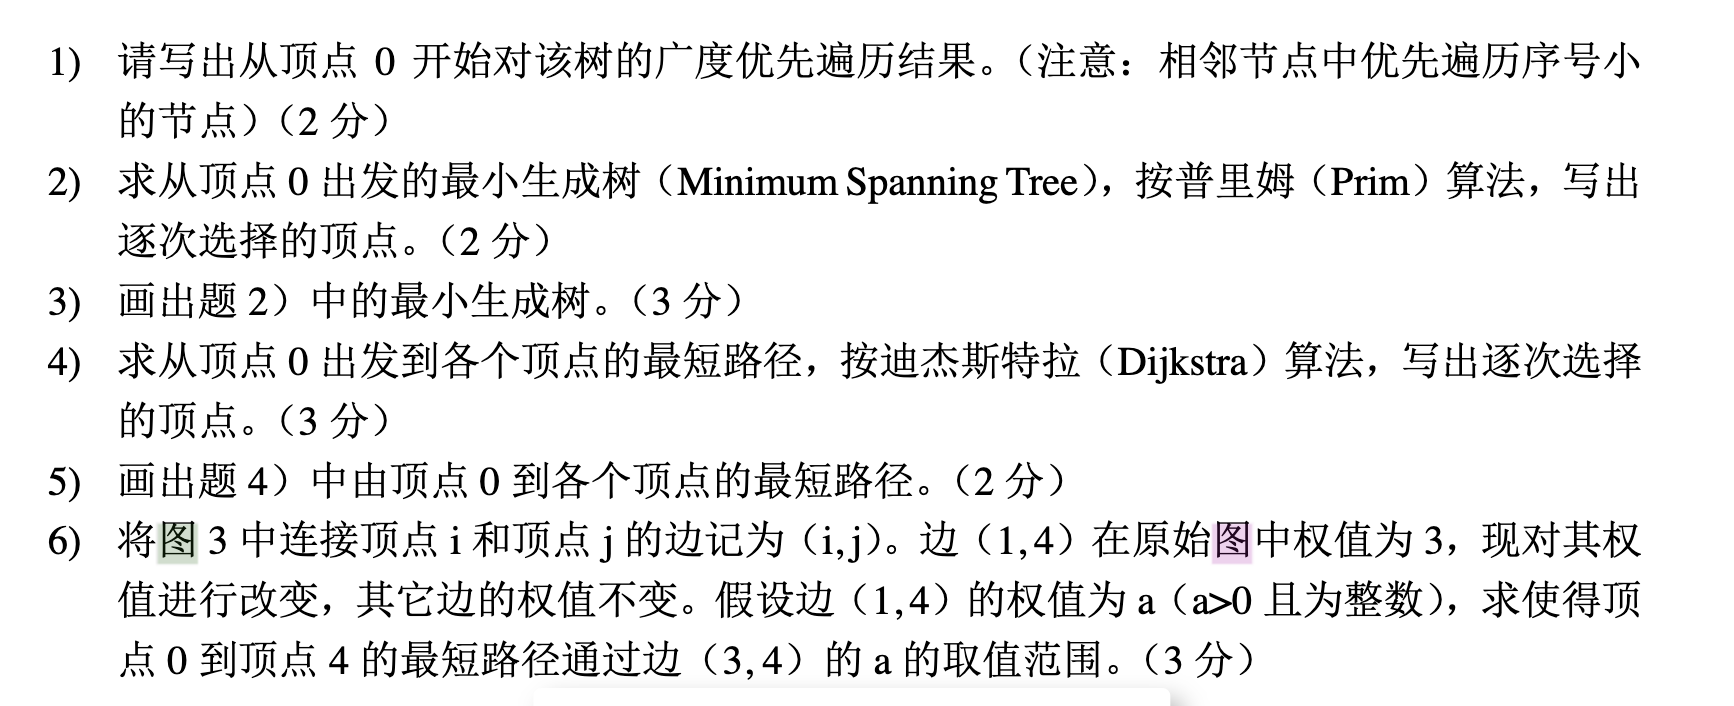 1) 请写出从顶点 0 开始对该树的广度优先遍历结果。（注意：相邻节点中优先遍历序号小
的节点）（2 分）
2) 求从顶点 0 出发的最小生成树（Minimum Spanning Tree），按普里姆（Prim）算法，写出
逐次选择的顶点。（2 分）
3) 画出题 2）中的最小生成树。（3 分）
4) 求从顶点 0 出发到各个顶点的最短路径，按迪杰斯特拉（Dijkstra）算法，写出逐次选择
的顶点。（3 分）
5) 画出题 4）中由顶点 0 到各个顶点的最短路径。（2 分）
6) 将图 3 中连接顶点 i 和顶点 j 的边记为（i,j）。边（1,4）在原始图中权值为 3，现对其权
值进行改变，其它边的权值不变。假设边（1,4）的权值为 a（a>0 且为整数），求使得顶
点 0 到顶点 4 的最短路径通过边（3,4）的 a 的取值范围。（3 分）